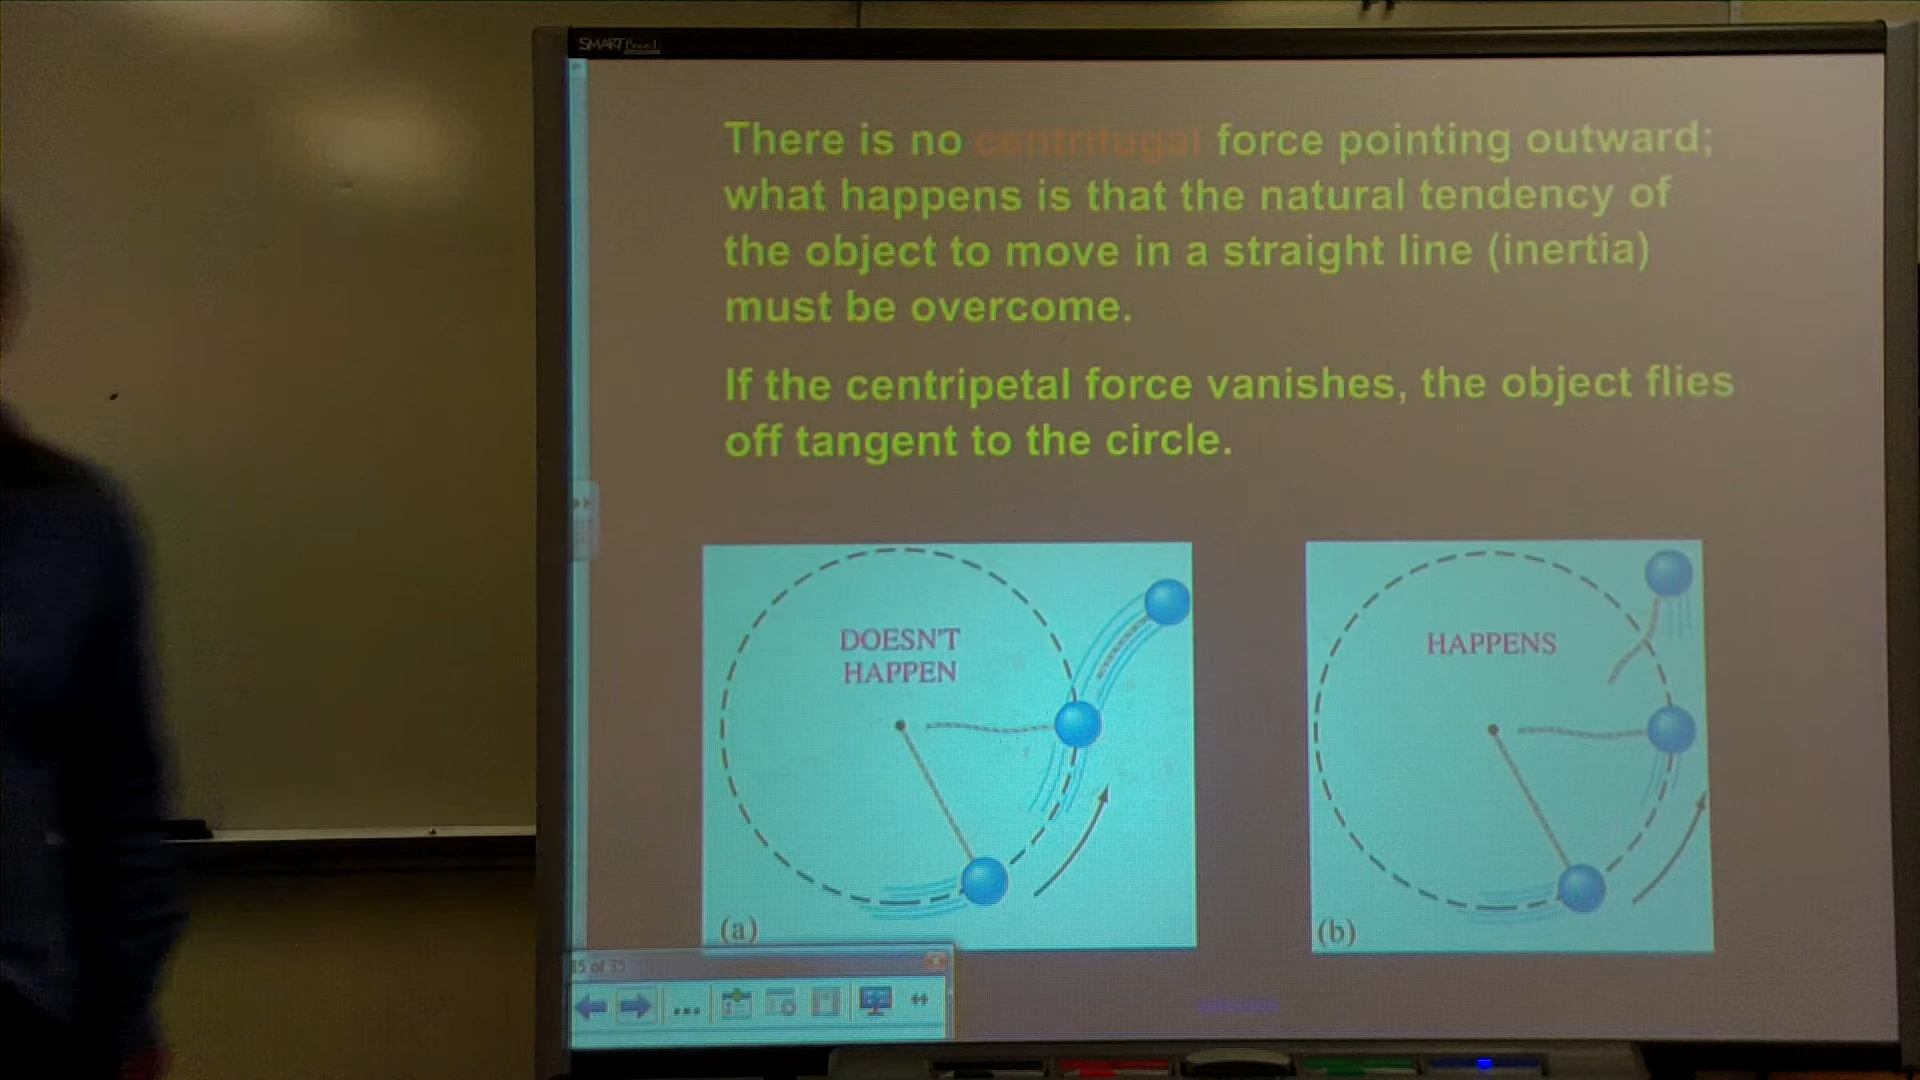 SMART
There is no centrifugal force pointing outward;
what happens is that the natural tendency of
the object to move in a straight line (inertia)
must be overcome.
If the centripetal force vanishes, the object flies
off tangent to the circle.
DOESN'T
HAPPEN
(a)
HAPPENS
(b)
of 35